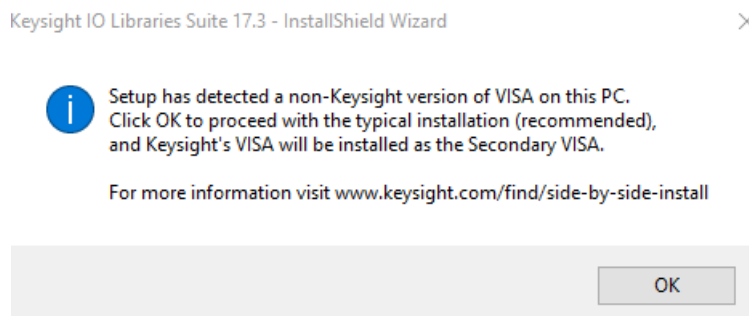 Keysight IO Libraries Suite 17.3 - InstallShield Wizard
Setup has detected a non-Keysight version of VISA on this PC.
Click OK to proceed with the typical installation (recommended),
and Keysight's VISA will be installed as the Secondary VISA.
For more information visit www.keysight.com/find/side-by-side-install
OK